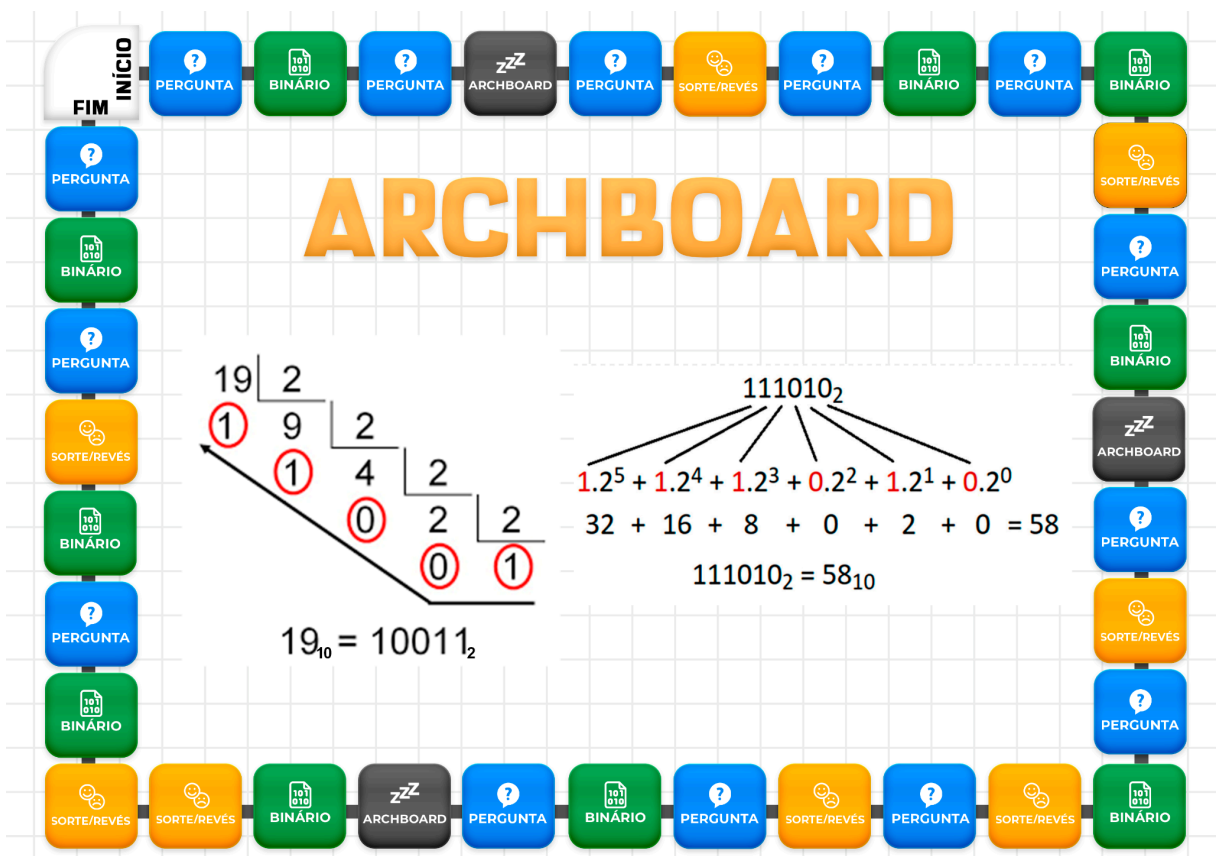 INÍCIO
FIM
PERGUNTA
BINÁRIO
PERGUNTA
zzZ
ARCHBOARD
PERGUNTA
SORTE/REVÉS
PERGUNTA
BINÁRIO
PERGUNTA
BINÁRIO
SORTE/REVÉS
PERGUNTA
BINÁRIO
zzZ
ARCHBOARD
PERGUNTA
SORTE/REVÉS
PERGUNTA
BINÁRIO
SORTE/REVÉS
PERGUNTA
SORTE/REVÉS
PERGUNTA
BINÁRIO
PERGUNTA
zzZ
ARCHBOARD
BINÁRIO
SORTE/REVÉS
SORTE/REVÉS
BINÁRIO
PERGUNTA
BINÁRIO
SORTE/REVÉS
PERGUNTA
BINÁRIO
PERGUNTA
ARCHBOARD
19 2
1 9 2
1 4 2
0 2 2
0 1
19₁₀ = 10011₂
111010₂
1.2⁵ + 1.2⁴ + 1.2³ + 0.2² + 1.2¹ + 0.2⁰
32 + 16 + 8 + 0 + 2 + 0 = 58
111010₂ = 58₁₀